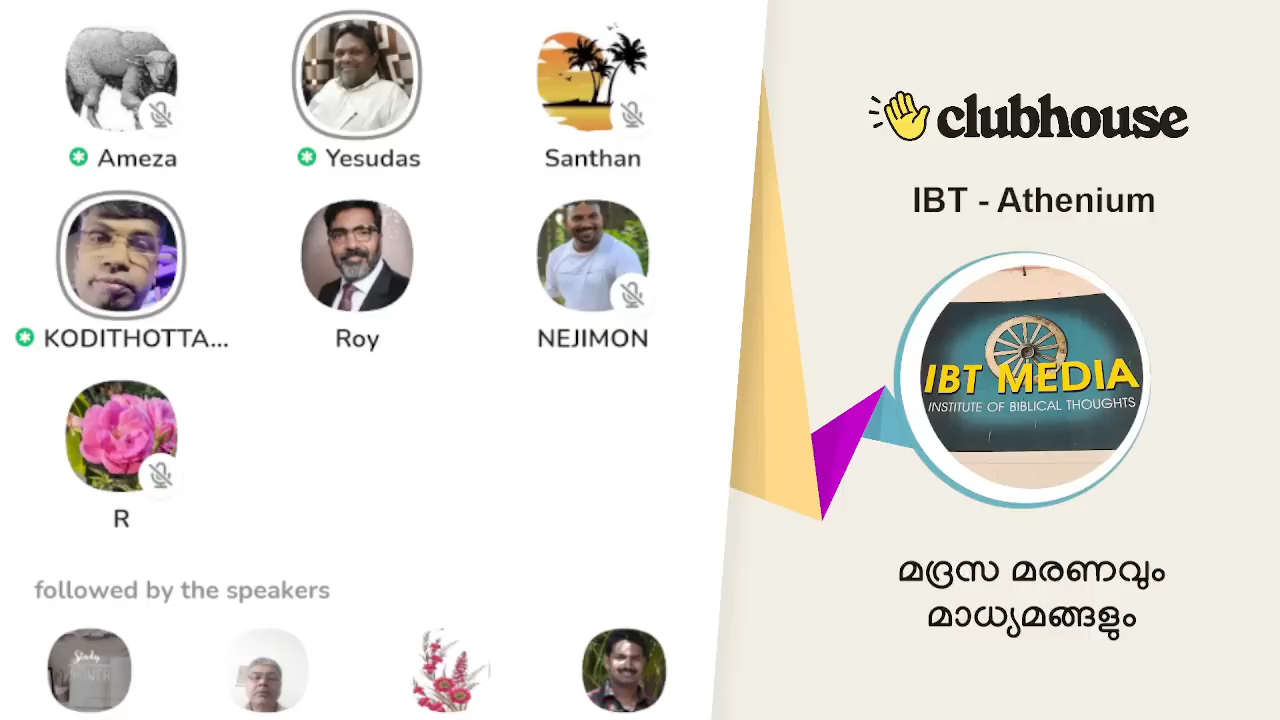 Ameza
Yesudas
Santhan
KODITHOTTA...
Roy
NEJIMON
R
followed by the speakers
Study
clubhouse
IBT - Athenium
IBT MEDIA
INSTITUTE OF BIBLICAL THOUGHTS
മദ്രസ മരണവും
മാധ്യമങ്ങളും